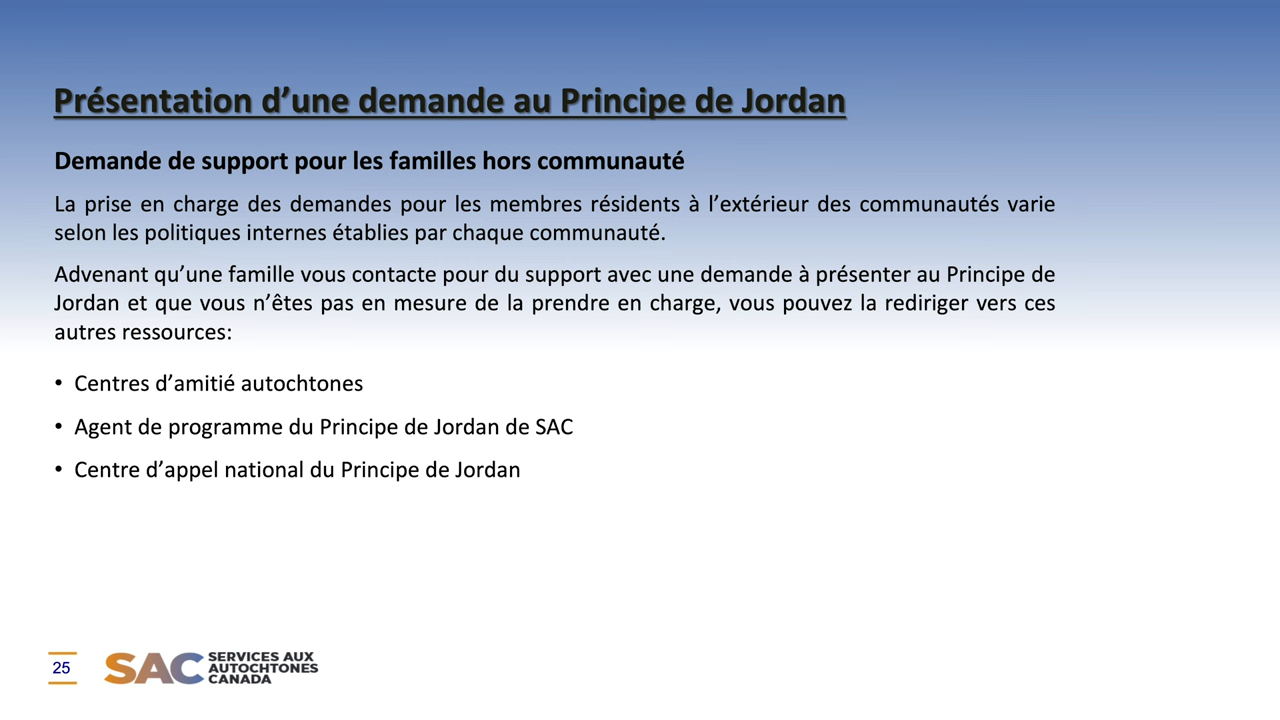 Présentation d’une demande au Principe de Jordan
Demande de support pour les familles hors communauté
La prise en charge des demandes pour les membres résidents à l’extérieur des communautés varie
selon les politiques internes établies par chaque communauté.
Advenant qu’une famille vous contacte pour du support avec une demande à présenter au Principe de
Jordan et que vous n’êtes pas en mesure de la prendre en charge, vous pouvez la rediriger vers ces
autres ressources:
• Centres d’amitié autochtones
• Agent de programme du Principe de Jordan de SAC
• Centre d’appel national du Principe de Jordan
25
SAC
SERVICES AUX
AUTOCHTONES
CANADA